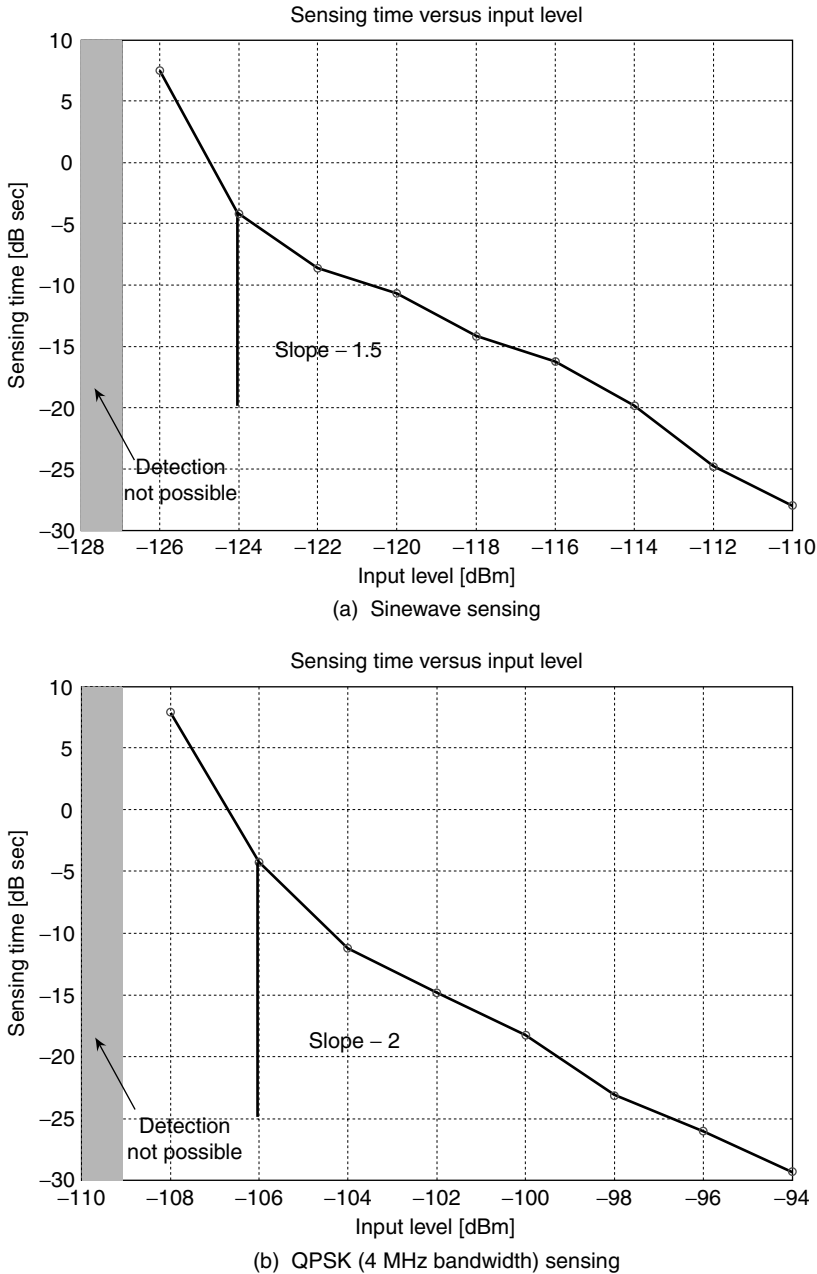 Sensing time versus input level
10
5
0
−5
−10
−15
−20
−25
−30
Sensing time [dB sec]
Slope – 1.5
Detection
not possible
−128 −126 −124 −122 −120 −118 −116 −114 −112 −110
Input level [dBm]
(a) Sinewave sensing
Sensing time versus input level
10
5
0
−5
−10
−15
−20
−25
−30
Sensing time [dB sec]
Slope – 2
Detection
not possible
−110 −108 −106 −104 −102 −100 −98 −96 −94
Input level [dBm]
(b) QPSK (4 MHz bandwidth) sensing